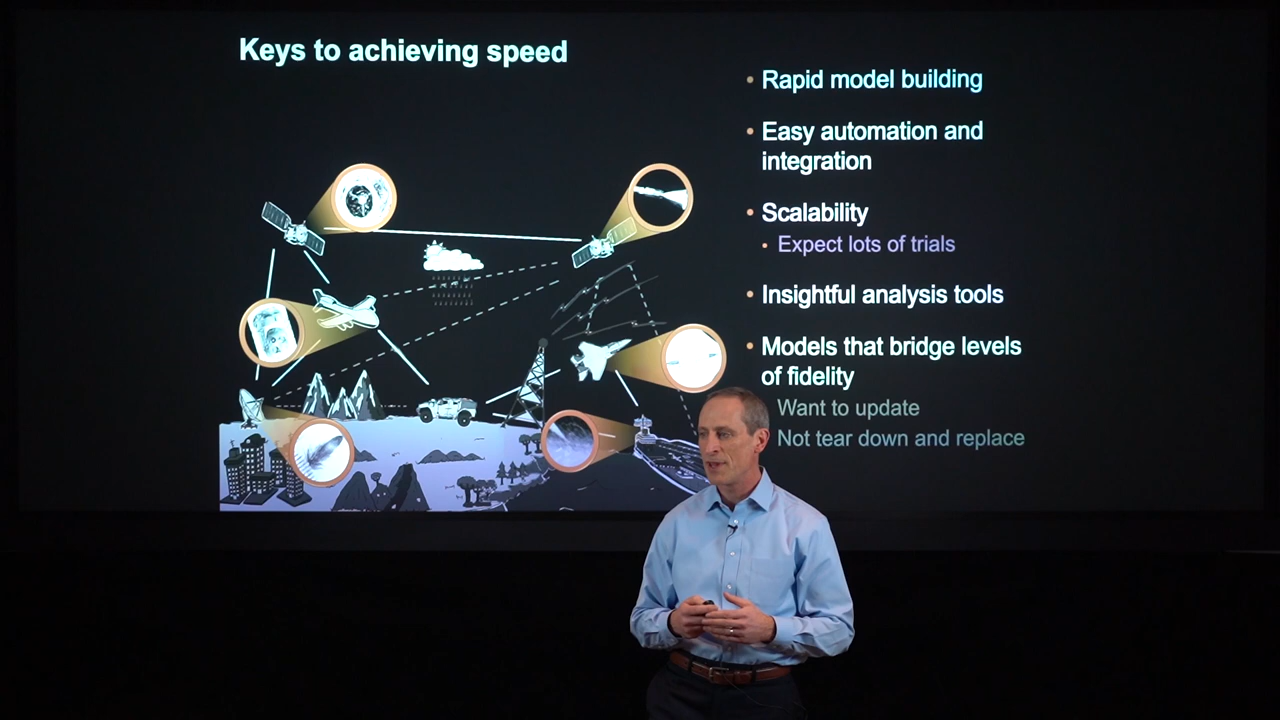 Keys to achieving speed
• Rapid model building
• Easy automation and
integration
• Scalability
• Expect lots of trials
• Insightful analysis tools
• Models that bridge levels
of fidelity
Want to update
Not tear down and replace